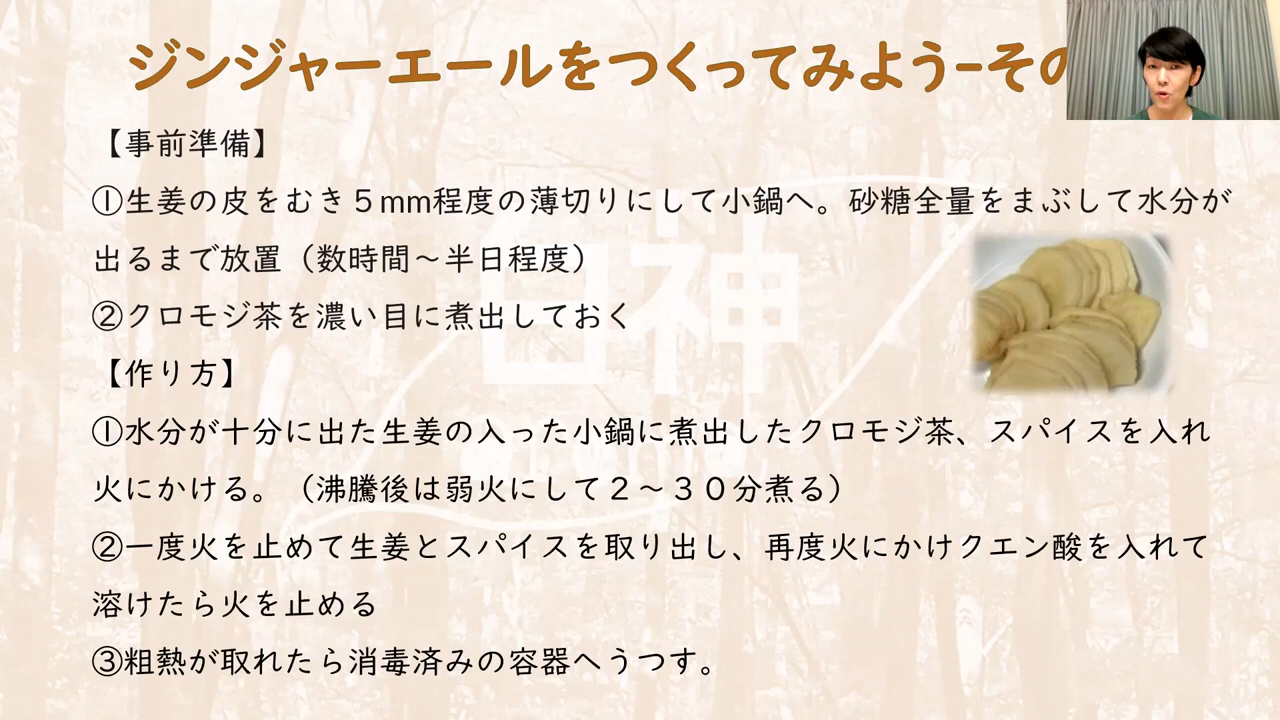 ジンジャーエールをつくってみよう-その
【事前準備】
①生姜の皮をむき５mm程度の薄切りにして小鍋へ。砂糖全量をまぶして水分が
出るまで放置（数時間～半日程度）
②クロモジ茶を濃い目に煮出しておく
【作り方】
①水分が十分に出た生姜の入った小鍋に煮出したクロモジ茶、スパイスを入れ
火にかける。（沸騰後は弱火にして２～３０分煮る）
②一度火を止めて生姜とスパイスを取り出し、再度火にかけクエン酸を入れて
溶けたら火を止める
③粗熱が取れたら消毒済みの容器へうつす。